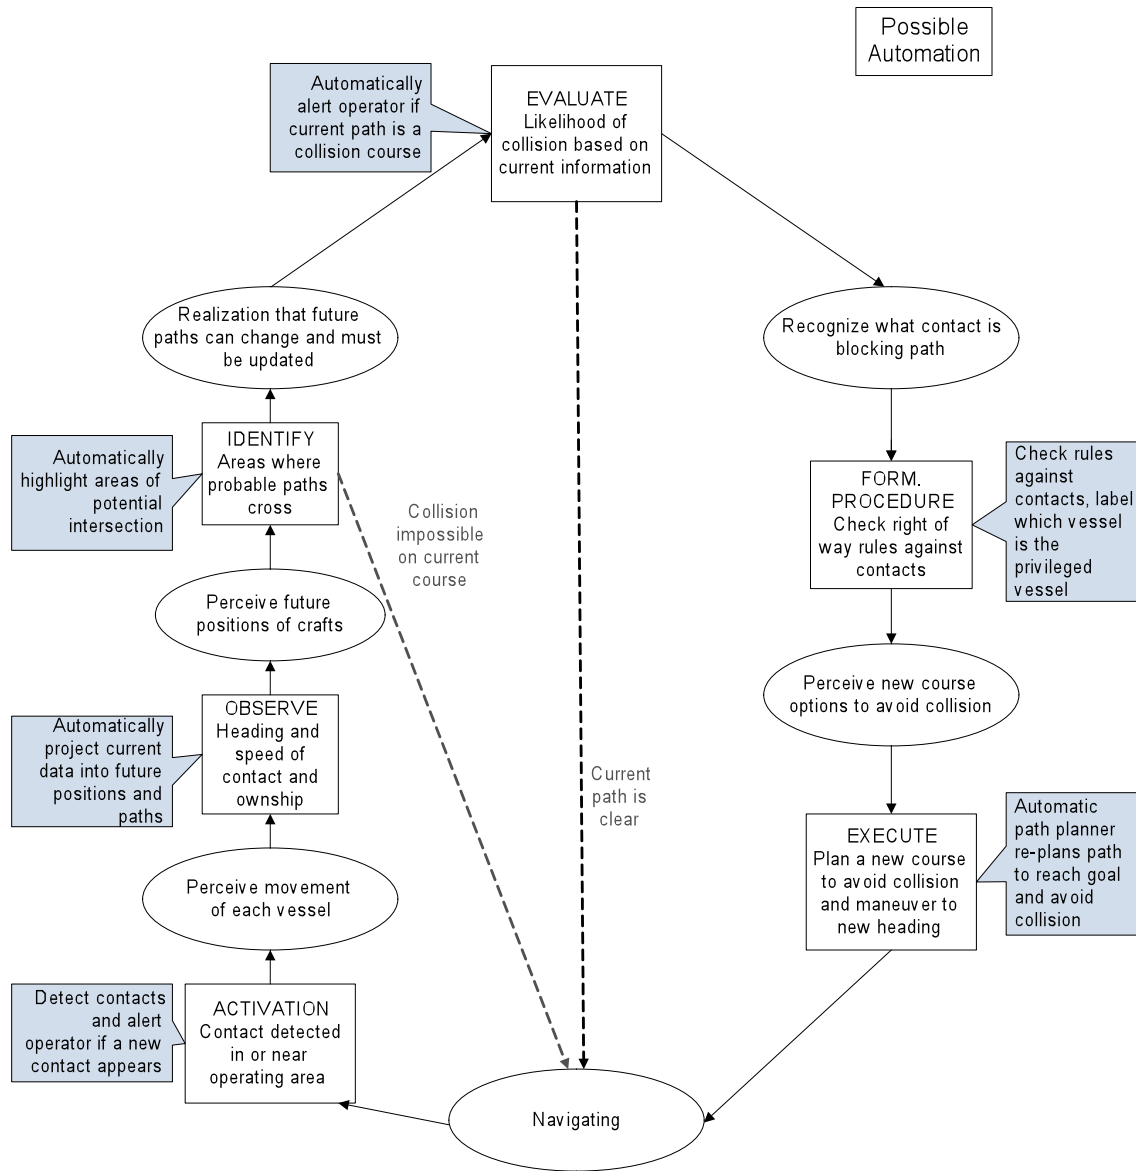 Possible
Automation
Automatically
alert operator if
current path is a
collision course
EVALUATE
Likelihood of
collision based on
current information
Realization that future
paths can change and must
be updated
Recognize what contact is
blocking path
Automatically
highlight areas of
potential
intersection
IDENTIFY
Areas where
probable paths
cross
Collision
impossible
on current
course
FORM.
PROCEDURE
Check right of
way rules against
contacts
Check rules
against
contacts, label
which vessel
is the
privileged
vessel
Perceive future
positions of crafts
Perceive new course
options to avoid collision
Automatically
project current
data into future
positions and
paths
OBSERVE
Heading and
speed of
contact and
ownship
Current
path is
clear
EXECUTE
Plan a new course
to avoid collision
and maneuver to
new heading
Automatic
path planner
re-plans path
to reach goal
and avoid
collision
Perceive movement
of each vessel
Detect contacts
and alert
operator if a new
contact appears
ACTIVATION
Contact detected
in or near
operating area
Navigating